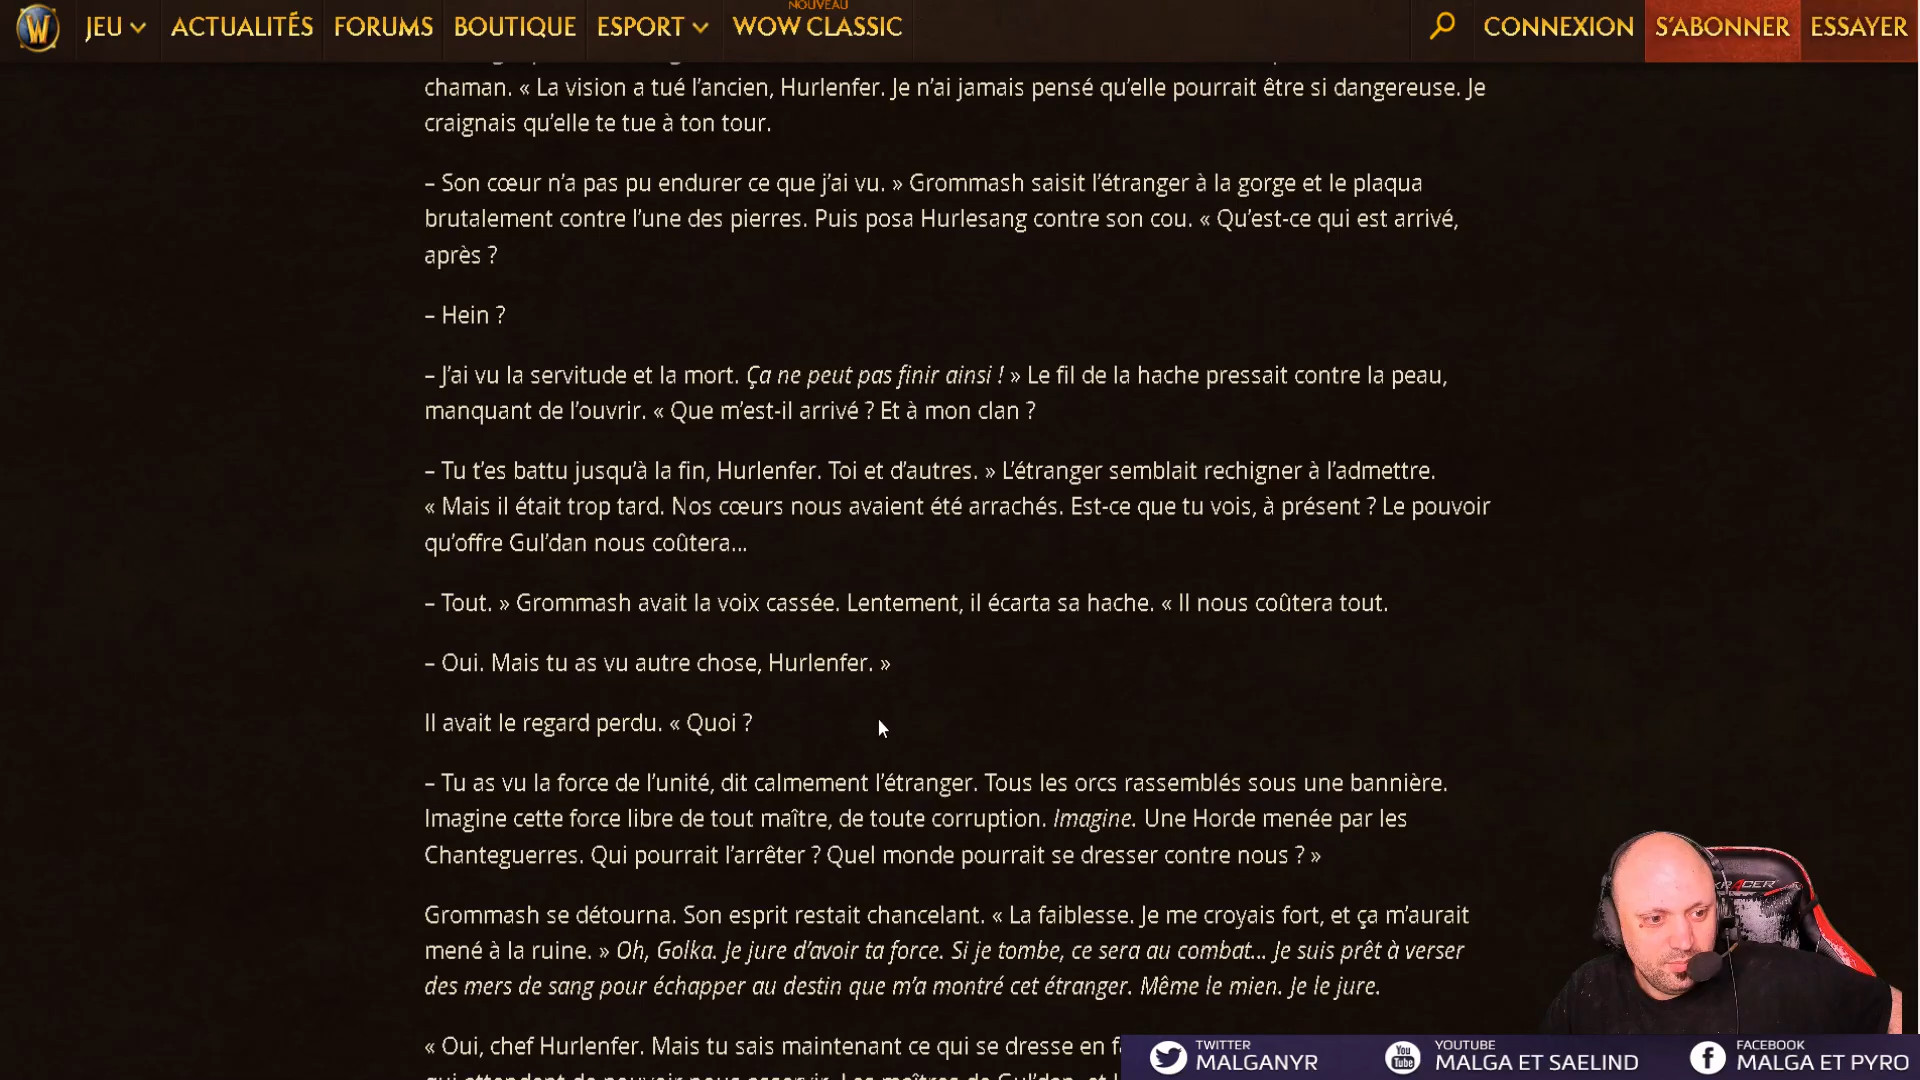 NOUVEAU
JEU ACTUALITÉS FORUMS BOUTIQUE ESPORT WOW CLASSIC CONNEXION S'ABONNER ESSAYER
chaman. « La vision a tué l'ancien, Hurlenfer. Je n'ai jamais pensé qu'elle pourrait être si dangereuse. Je
craignais qu'elle te tue à ton tour.
– Son cœur n'a pas pu endurer ce que j'ai vu. » Grommash saisit l'étranger à la gorge et le plaqua
brutalement contre l'une des pierres. Puis posa Hurlesang contre son cou. « Qu'est-ce qui est arrivé,
après ?
– Hein ?
– J'ai vu la servitude et la mort. Ça ne peut pas finir ainsi ! » Le fil de la hache pressait contre la peau,
manquant de l'ouvrir. « Que m'est-il arrivé ? Et à mon clan ?
– Tu t'es battu jusqu'à la fin, Hurlenfer. Toi et d'autres. » L'étranger semblait rechigner à l'admettre.
« Mais il était trop tard. Nos cœurs nous avaient été arrachés. Est-ce que tu vois, à présent ? Le pouvoir
qu'offre Gul'dan nous coûtera...
– Tout. » Grommash avait la voix cassée. Lentement, il écarta sa hache. « Il nous coûtera tout.
– Oui. Mais tu as vu autre chose, Hurlenfer. »
Il avait le regard perdu. « Quoi ?
– Tu as vu la force de l'unité, dit calmement l'étranger. Tous les orcs rassemblés sous une bannière.
Imagine cette force libre de tout maître, de toute corruption. Imagine. Une Horde menée par les
Chanteguerres. Qui pourrait l'arrêter ? Quel monde pourrait se dresser contre nous ? »
Grommash se détourna. Son esprit restait chancelant. « La faiblesse. Je me croyais fort, et ça m'aurait
mené à la ruine. » Oh, Golka. Je jure d'avoir ta force. Si je tombe, ce sera au combat... Je suis prêt à verser
des mers de sang pour échapper au destin que m'a montré cet étranger. Même le mien. Je le jure.
« Oui, chef Hurlenfer. Mais tu sais maintenant ce qui se dresse en
TWITTER
MALGANYR
You Tube
YOUTUBE
MALGA ET SAELIND
FACEBOOK
MALGA ET PYRO